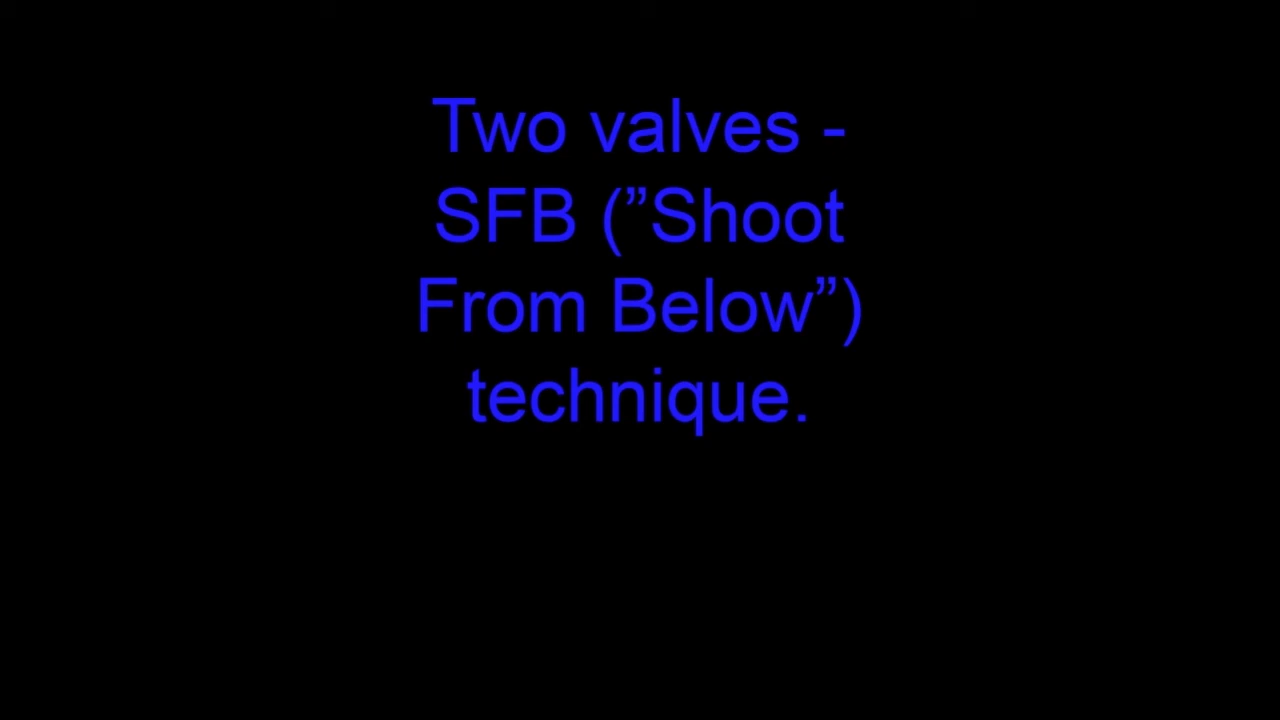 Two valves -
SFB (”Shoot
From Below”)
technique.